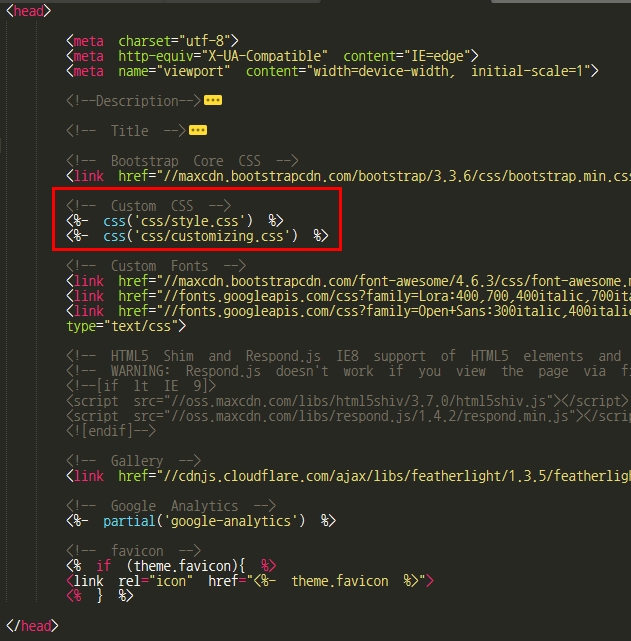 <head>
<meta charset="utf-8">
<meta http-equiv="X-UA-Compatible" content="IE=edge">
<meta name="viewport" content="width=device-width, initial-scale=1">
<!--Description-->
<!-- Title -->
<!-- Bootstrap Core CSS -->
<link href="//maxcdn.bootstrapcdn.com/bootstrap/3.3.6/css/bootstrap.min.css
<!-- Custom CSS -->
<%- css('css/style.css') %>
<%- css('css/customizing.css') %>
<!-- Custom Fonts -->
<link href="//maxcdn.bootstrapcdn.com/font-awesome/4.6.3/css/font-awesome.m
<link href="//fonts.googleapis.com/css?family=Lora:400,700,400italic,700ita
<link href="//fonts.googleapis.com/css?family=Open+Sans:300italic,400italic
type="text/css">
<!-- HTML5 Shim and Respond.js IE8 support of HTML5 elements and
<!-- WARNING: Respond.js doesn't work if you view the page via fi
<!--[if lt IE 9]>
<script src="//oss.maxcdn.com/libs/html5shiv/3.7.0/html5shiv.js"></script>
<script src="//oss.maxcdn.com/libs/respond.js/1.4.2/respond.min.js"></scrip
<![endif]-->
<!-- Gallery -->
<link href="//cdnjs.cloudflare.com/ajax/libs/featherlight/1.3.5/featherligh
<!-- Google Analytics -->
<%- partial('google-analytics') %>
<!-- favicon -->
<% if (theme.favicon){ %>
<link rel="icon" href="<%- theme.favicon %>">
<% } %>
</head>